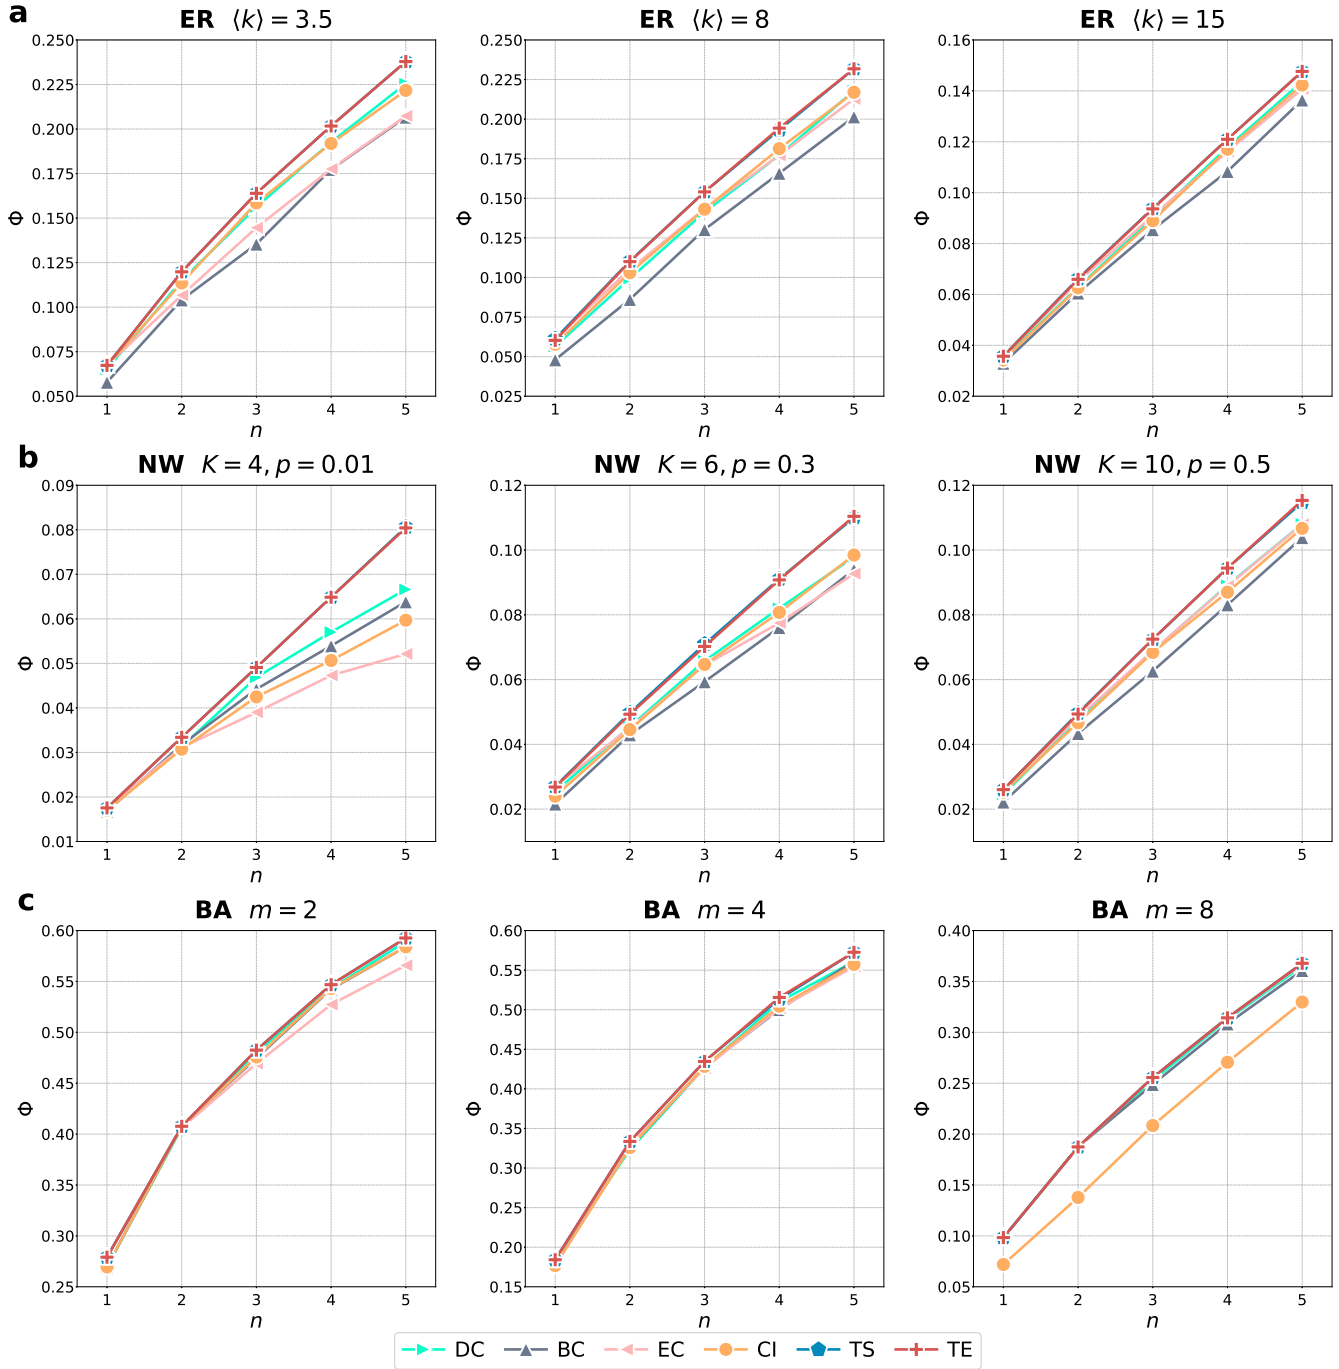 a
ER ⟨k⟩ = 3.5
ER ⟨k⟩ = 8
ER ⟨k⟩ = 15
0.250
0.225
0.200
0.175
0.150
0.125
0.100
0.075
0.050
Φ
1 2 3 4 5
n
0.250
0.225
0.200
0.175
0.150
0.125
0.100
0.075
0.050
0.025
Φ
1 2 3 4 5
n
0.16
0.14
0.12
0.10
0.08
0.06
0.04
0.02
Φ
1 2 3 4 5
n
b
NW K = 4, p = 0.01
NW K = 6, p = 0.3
NW K = 10, p = 0.5
0.09
0.08
0.07
0.06
0.05
0.04
0.03
0.02
0.01
Φ
1 2 3 4 5
n
0.12
0.10
0.08
0.06
0.04
0.02
Φ
1 2 3 4 5
n
0.12
0.10
0.08
0.06
0.04
0.02
Φ
1 2 3 4 5
n
c
BA m = 2
BA m = 4
BA m = 8
0.60
0.55
0.50
0.45
0.40
0.35
0.30
0.25
Φ
1 2 3 4 5
n
0.60
0.55
0.50
0.45
0.40
0.35
0.30
0.25
0.20
0.15
Φ
1 2 3 4 5
n
0.40
0.35
0.30
0.25
0.20
0.15
0.10
0.05
Φ
1 2 3 4 5
n
DC BC EC CI TS TE